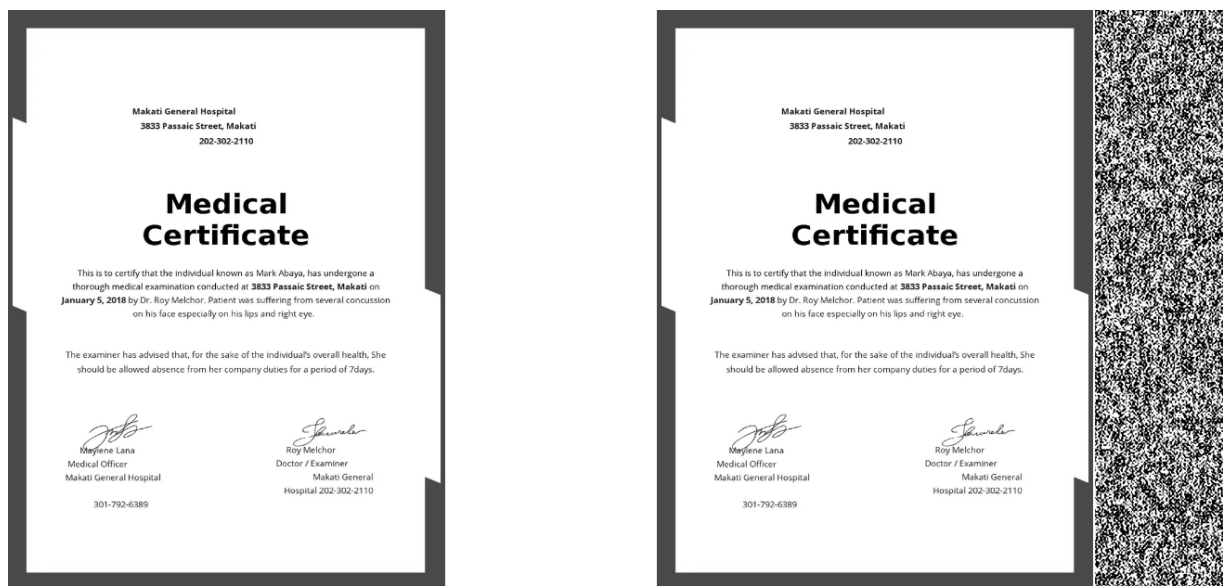 Makati General Hospital
3833 Passaic Street, Makati
202-302-2110
Medical
Certificate
This is to certify that the individual known as Mark Abaya, has undergone a
thorough medical examination conducted at 3833 Passaic Street, Makati on
January 5, 2018 by Dr. Roy Melchor. Patient was suffering from several concussion
on his face especially on his lips and right eye.
The examiner has advised that, for the sake of the individual's overall health, She
should be allowed absence from her company duties for a period of 7days.
Maylene Lana
Medical Officer
Makati General Hospital
301-792-6389
Roy Melchor
Doctor / Examiner
Makati General
Hospital 202-302-2110
Makati General Hospital
3833 Passaic Street, Makati
202-302-2110
Medical
Certificate
This is to certify that the individual known as Mark Abaya, has undergone a
thorough medical examination conducted at 3833 Passaic Street, Makati on
January 5, 2018 by Dr. Roy Melchor. Patient was suffering from several concussion
on his face especially on his lips and right eye.
The examiner has advised that, for the sake of the individual's overall health, She
should be allowed absence from her company duties for a period of 7days.
Maylene Lana
Medical Officer
Makati General Hospital
301-792-6389
Roy Melchor
Doctor / Examiner
Makati General
Hospital 202-302-2110